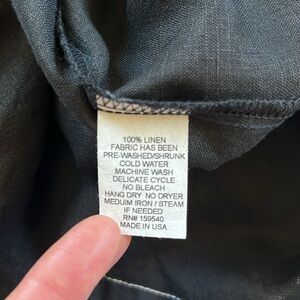 100% LINEN
FABRIC HAS BEEN
PRE-WASHED/SHRUNK
COLD WATER
MACHINE WASH
DELICATE CYCLE
NO BLEACH
HANG DRY NO DRYER
MEDUIM IRON / STEAM
IF NEEDED
RN# 159540
MADE IN USA